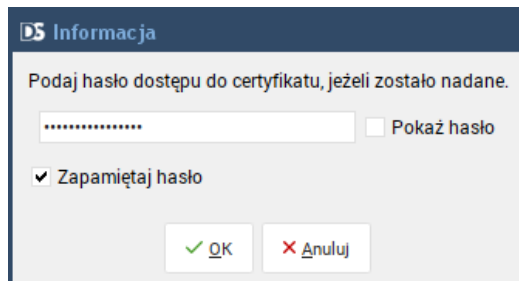 DS Informacja
Podaj hasło dostępu do certyfikatu, jeżeli zostało nadane.
•••••••••••••••• Pokaż hasło
Zapamiętaj hasło
OK Anuluj